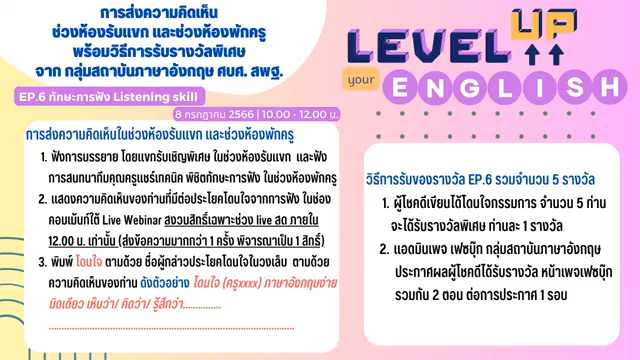 การส่งความคิดเห็น
ช่วงห้องรับแขก และช่วงห้องพักครู
พร้อมวิธีการรับรางวัลพิเศษ
จาก กลุ่มสถาบันภาษาอังกฤษ ศบศ. สพฐ.
EP.6 ทักษะการฟัง Listening skill
8 กรกฎาคม 2566 | 10.00 - 12.00 น.
การส่งความคิดเห็นในช่วงห้องรับแขก และช่วงห้องพักครู
1. ฟังการบรรยาย โดยแขกรับเชิญพิเศษ ในช่วงห้องรับแขก และฟัง
การสนทนาทีมคุณครูแชร์เทคนิค พิชิตทักษะการฟัง ในช่วงห้องพักครู
2. แสดงความคิดเห็นของท่านที่มีต่อประโยคโดนใจจากการฟัง ในช่อง
คอมเม้นท์ใต้ Live Webinar สงวนสิทธิ์เฉพาะช่วง live สด ภายใน
12.00 น. เท่านั้น (ส่งข้อความมากกว่า 1 ครั้ง พิจารณาเป็น 1 สิทธิ์)
3. พิมพ์ โดนใจ ตามด้วย ชื่อผู้กล่าวประโยคโดนใจในวงเล็บ ตามด้วย
ความคิดเห็นของท่าน ดังตัวอย่าง โดนใจ (ครูxxxx) ภาษาอังกฤษง่าย
นิดเดียว เห็นว่า/ คิดว่า/ รู้สึกว่า...............
................................................................................
LEVEL UP
your ENGLISH
วิธีการรับของรางวัล EP.6 รวมจำนวน 5 รางวัล
1. ผู้โชคดีเขียนได้โดนใจกรรมการ จำนวน 5 ท่าน
จะได้รับรางวัลพิเศษ ท่านละ 1 รางวัล
2. แอดมินเพจ เฟซบุ๊ก กลุ่มสถาบันภาษาอังกฤษ
ประกาศผลผู้โชคดีได้รับรางวัล หน้าเพจเฟซบุ๊ก
รวบกัน 2 ตอน ต่อการประกาศ 1 รอบ